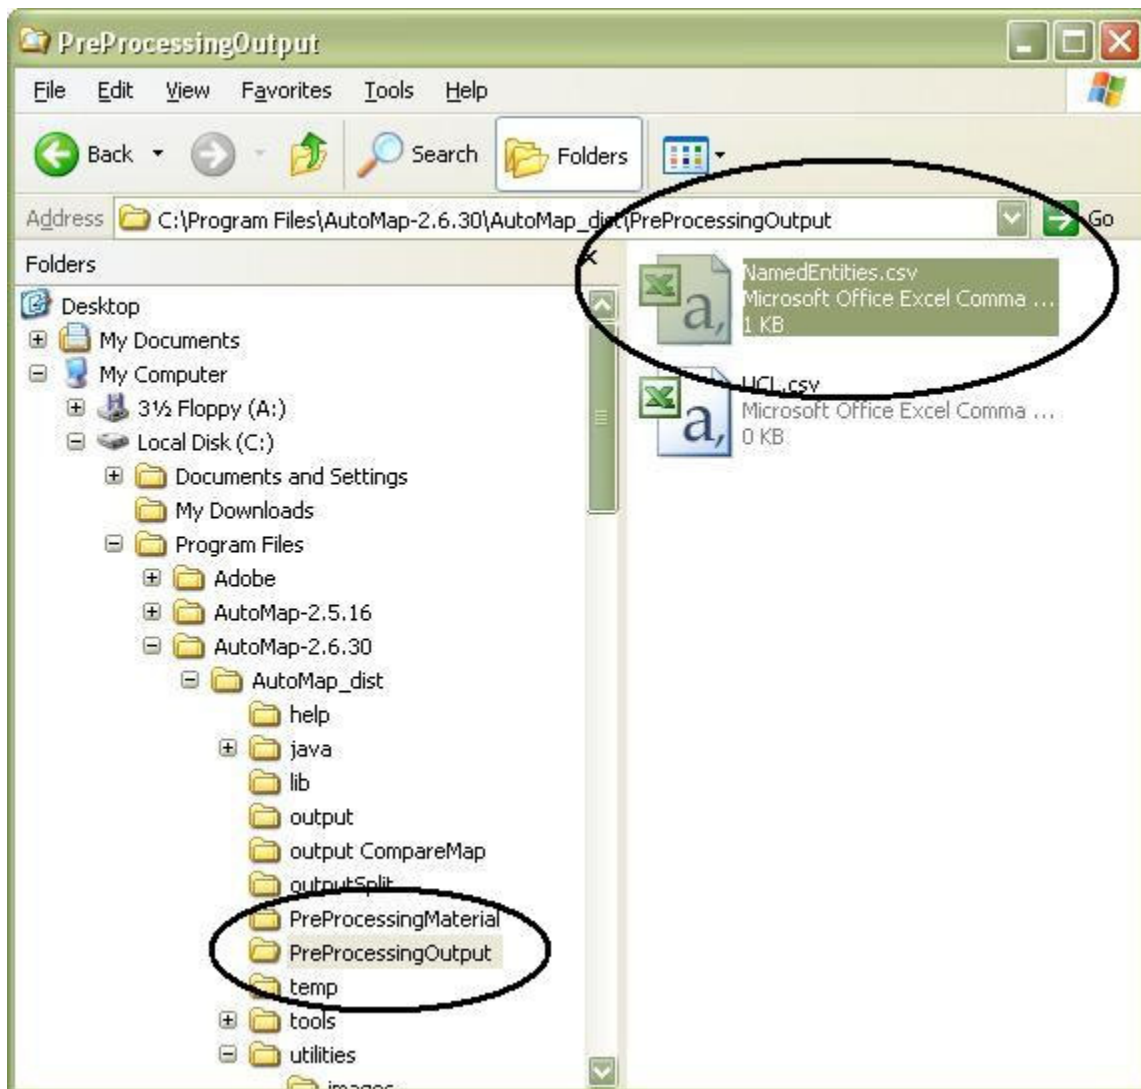 PreProcessingOutput
File Edit View Favorites Tools Help
Back Search Folders
Address C:\Program Files\AutoMap-2.6.30\AutoMap_dist\PreProcessingOutput Go
Folders
Desktop
My Documents
My Computer
3½ Floppy (A:)
Local Disk (C:)
Documents and Settings
My Downloads
Program Files
Adobe
AutoMap-2.5.16
AutoMap-2.6.30
AutoMap_dist
help
java
lib
output
output CompareMap
outputSplit
PreProcessingMaterial
PreProcessingOutput
temp
tools
utilities
images
NamedEntities.csv
Microsoft Office Excel Comma ...
1 KB
UCL.csv
Microsoft Office Excel Comma ...
0 KB